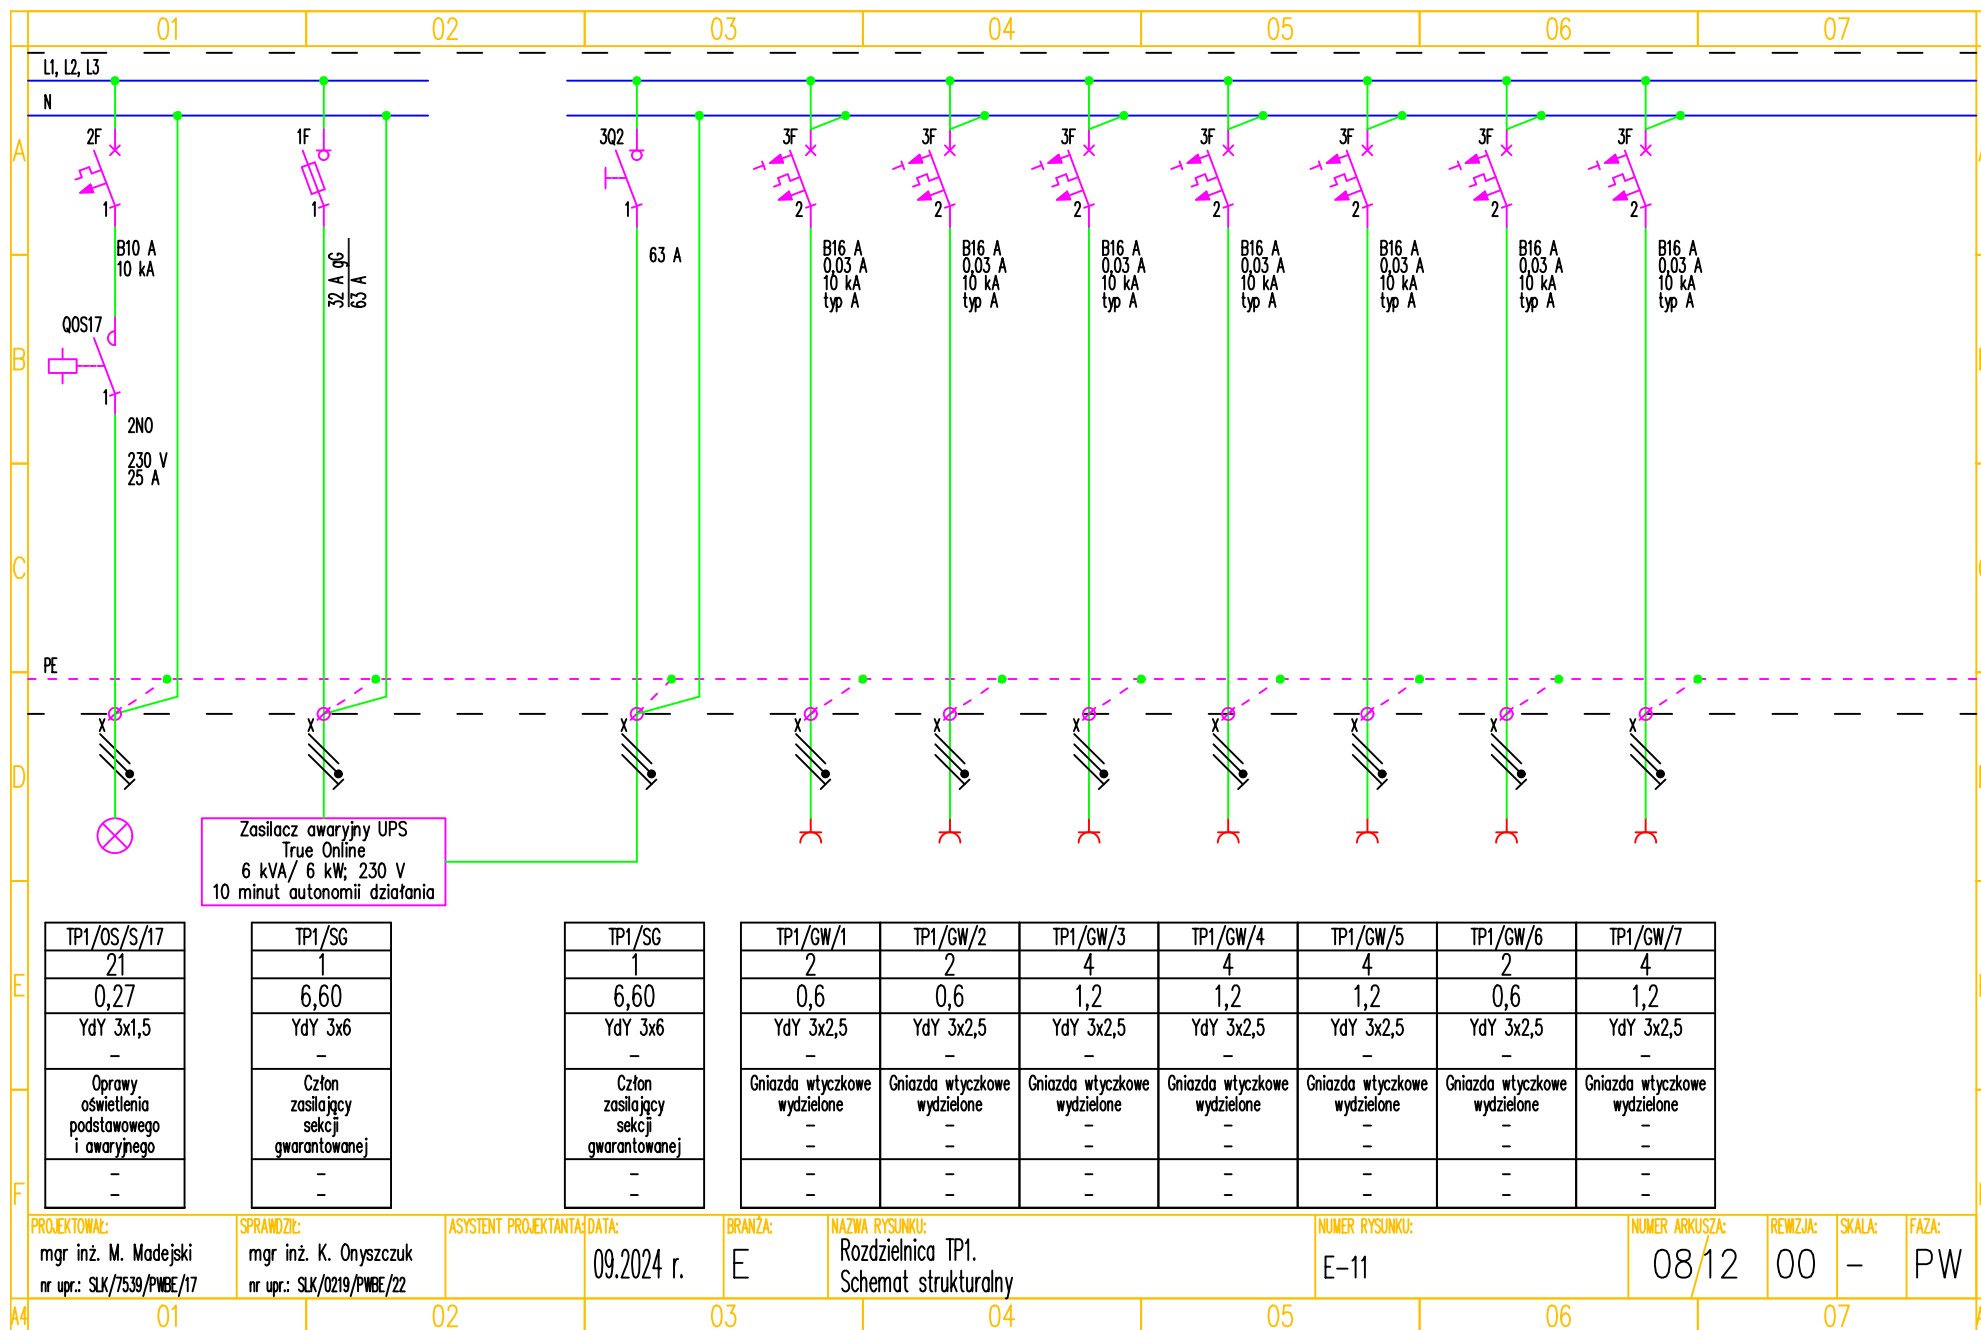 01 02 03 04 05 06 07
L1, L2, L3
N
A
2F 1F 3Q2 3F 3F 3F 3F 3F 3F 3F
1 1 1 2 2 2 2 2 2 2
B10 A
10 kA
32 A gG
63 A
63 A
B16 A B16 A B16 A B16 A B16 A B16 A B16 A
0,03 A 0,03 A 0,03 A 0,03 A 0,03 A 0,03 A 0,03 A
10 kA 10 kA 10 kA 10 kA 10 kA 10 kA 10 kA
typ A typ A typ A typ A typ A typ A typ A
QOS17
B
1
2NO
230 V
25 A
C
PE
X X X X X X X X X X
D
Zasilacz awaryjny UPS
True Online
6 kVA/ 6 kW; 230 V
10 minut autonomii działania
TP1/OS/S/17 TP1/SG TP1/SG TP1/GW/1 TP1/GW/2 TP1/GW/3 TP1/GW/4 TP1/GW/5 TP1/GW/6 TP1/GW/7
21 1 1 2 2 4 4 4 2 4
E
0,27 6,60 6,60 0,6 0,6 1,2 1,2 1,2 0,6 1,2
YdY 3x1,5 YdY 3x6 YdY 3x6 YdY 3x2,5 YdY 3x2,5 YdY 3x2,5 YdY 3x2,5 YdY 3x2,5 YdY 3x2,5 YdY 3x2,5
- - - - - - - - - -
Oprawy Człon Człon Gniazda wtyczkowe Gniazda wtyczkowe Gniazda wtyczkowe Gniazda wtyczkowe Gniazda wtyczkowe Gniazda wtyczkowe Gniazda wtyczkowe
oświetlenia zasilający zasilający wydzielone wydzielone wydzielone wydzielone wydzielone wydzielone wydzielone
podstawowego sekcji sekcji - - - - - - -
i awaryjnego gwarantowanej gwarantowanej - - - - - - -
- - - - - - - - - -
F
- - - - - - - - - -
PROJEKTOWAŁ: SPRAWDZIŁ: ASYSTENT PROJEKTANTA: DATA: BRANŻA: NAZWA RYSUNKU: NUMER RYSUNKU: NUMER ARKUSZA: REWIZJA: SKALA: FAZA:
mgr inż. M. Madejski mgr inż. K. Onyszczuk 09.2024 r. E Rozdzielnica TP1. E-11 08/12 00 - PW
nr upr.: SLK/7539/PWBE/17 nr upr.: SLK/0219/PWBE/22 Schemat strukturalny
A4 01 02 03 04 05 06 07